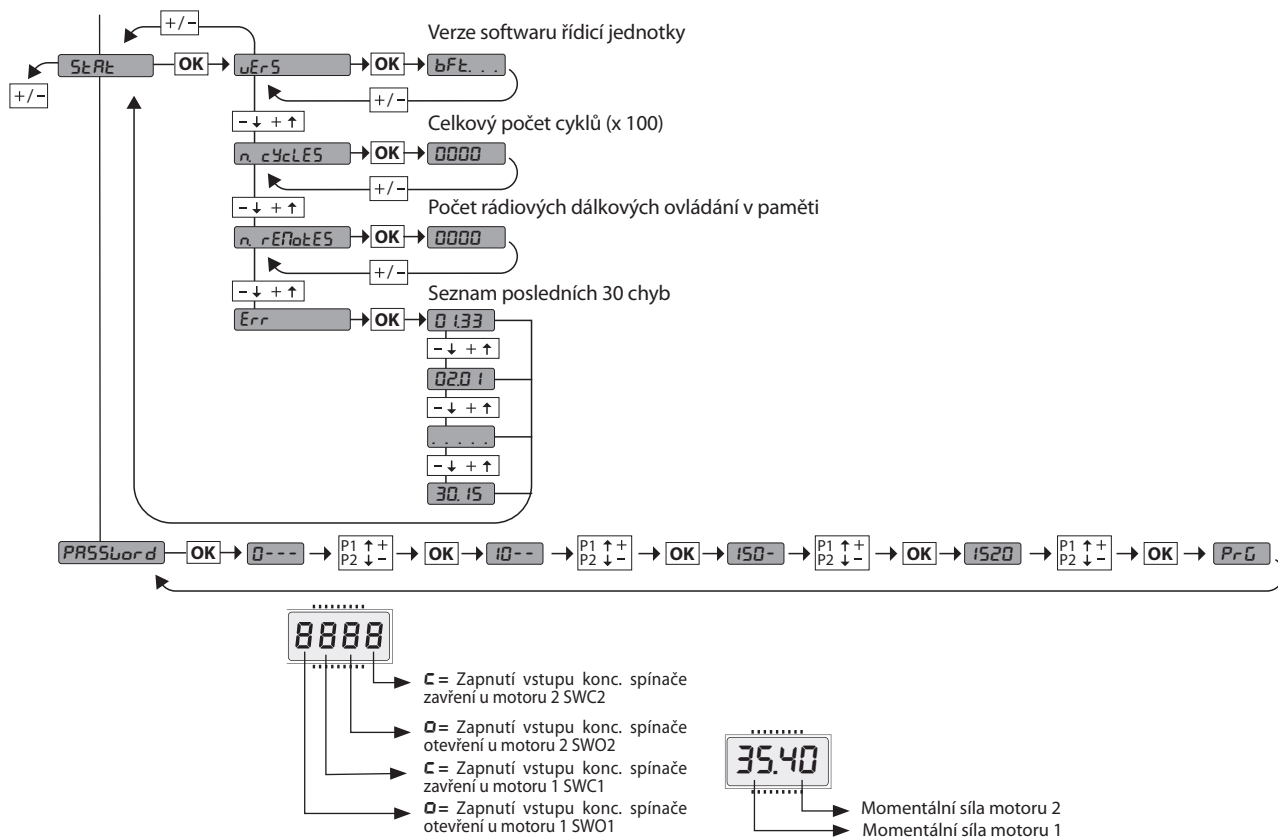 +/-
Verze softwaru řídicí jednotky
StAt OK vErS OK bFt. . .
+/-
+/-
- ↓ + ↑
Celkový počet cyklů (x 100)
n. cYcLES OK 0000
+/-
- ↓ + ↑
Počet rádiových dálkových ovládání v paměti
n. rEMotES OK 0000
+/-
- ↓ + ↑
Seznam posledních 30 chyb
Err OK 01.33
- ↓ + ↑
02.01
- ↓ + ↑
. . . . .
- ↓ + ↑
30.15
PASSword OK 0--- P1 ↑ + P2 ↓ - OK 10-- P1 ↑ + P2 ↓ - OK 150- P1 ↑ + P2 ↓ - OK 1520 P1 ↑ + P2 ↓ - OK PrG
8888
C = Zapnutí vstupu konc. spínače
zavření u motoru 2 SWC2
O = Zapnutí vstupu konc. spínače
otevření u motoru 2 SWO2
C = Zapnutí vstupu konc. spínače
zavření u motoru 1 SWC1
O = Zapnutí vstupu konc. spínače
otevření u motoru 1 SWO1
35.40
Momentální síla motoru 2
Momentální síla motoru 1